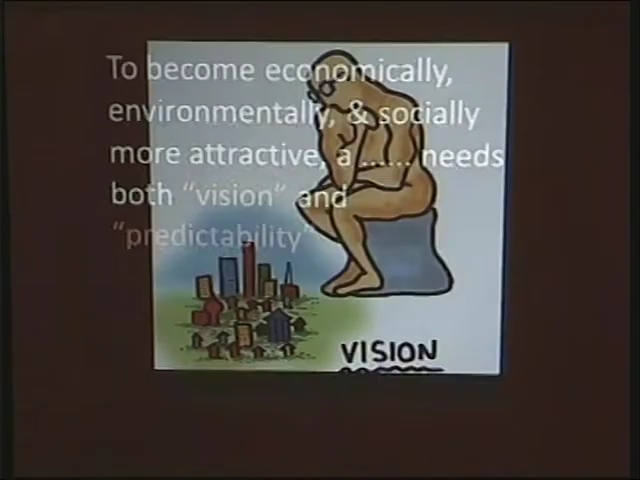 To become economically,
environmentally, & socially
more attractive, a ...... needs
both "vision" and
"predictability"
VISION